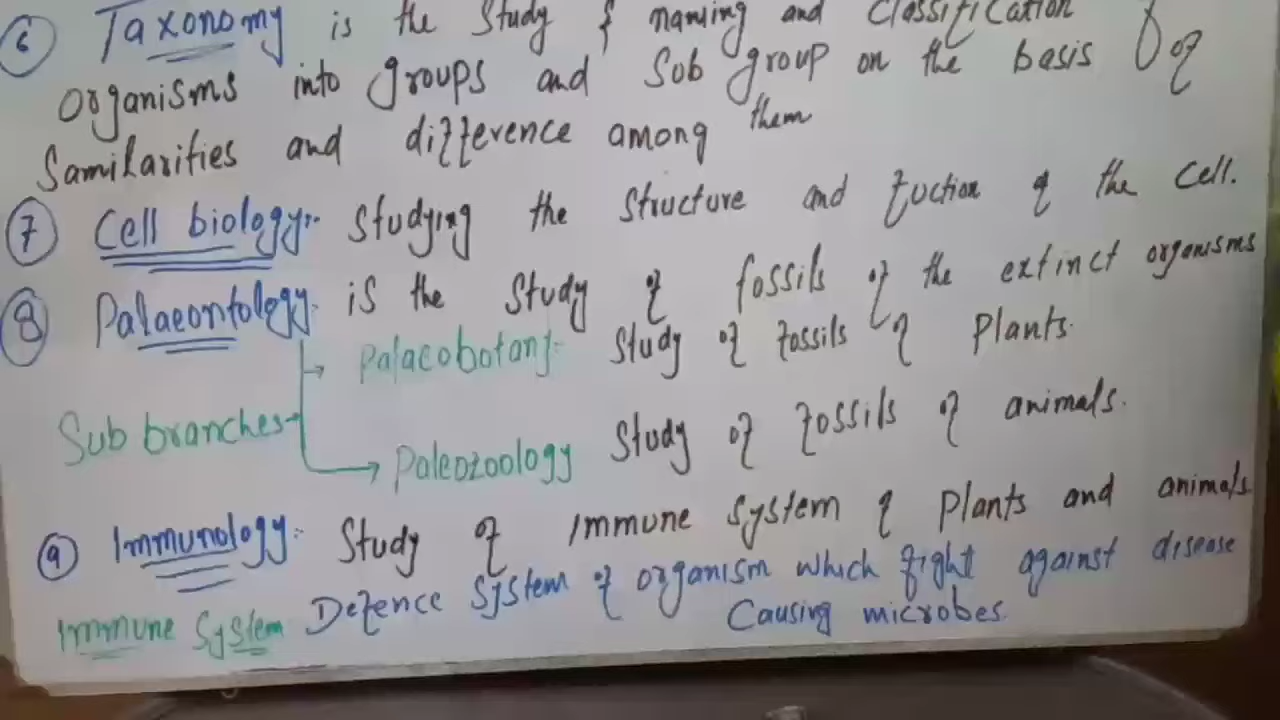 6 Taxonomy is the study of naming and classification of
organisms into groups and Sub group on the basis of
Samilarities and difference among them
7 Cell biology:- Studying the Structure and fuction of the cell.
8 Palaeontology:- is the study of fossils of the extinct organisms
Palaeobotany:- Study of fossils of Plants.
Sub branches
Paleozoology Study of fossils of animals.
9 Immunology:- Study of Immune system of Plants and animals
Immune System Defence system of organism which fight against disease
Causing microbes.